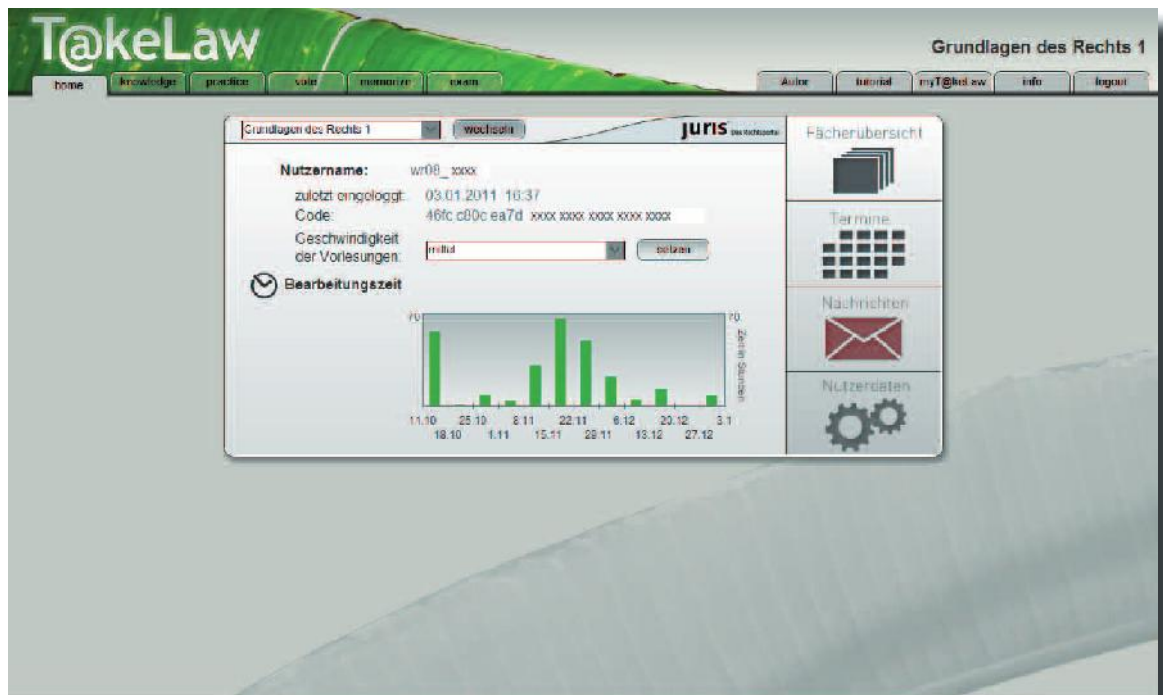 T@keLaw
Grundlagen des Rechts 1
home knowledge practice vote memorize exam
Autor tutorial myT@keLaw info logout
Grundlagen des Rechts 1 wechseln juris Das Rechtsportal
Nutzername: wr08_ xxxx
zuletzt eingeloggt: 03.01.2011 16:37
Code: 46fc c80c ea7d xxxx xxxx xxxx xxxx xxxx
Geschwindigkeit
der Vorlesungen: mittel setzen
Bearbeitungszeit
70 70
Zeit in Stunden
11.10 25.10 8.11 22.11 6.12 20.12 3.1
18.10 1.11 15.11 29.11 13.12 27.12
Fächerübersicht
Termine
Nachrichten
Nutzerdaten